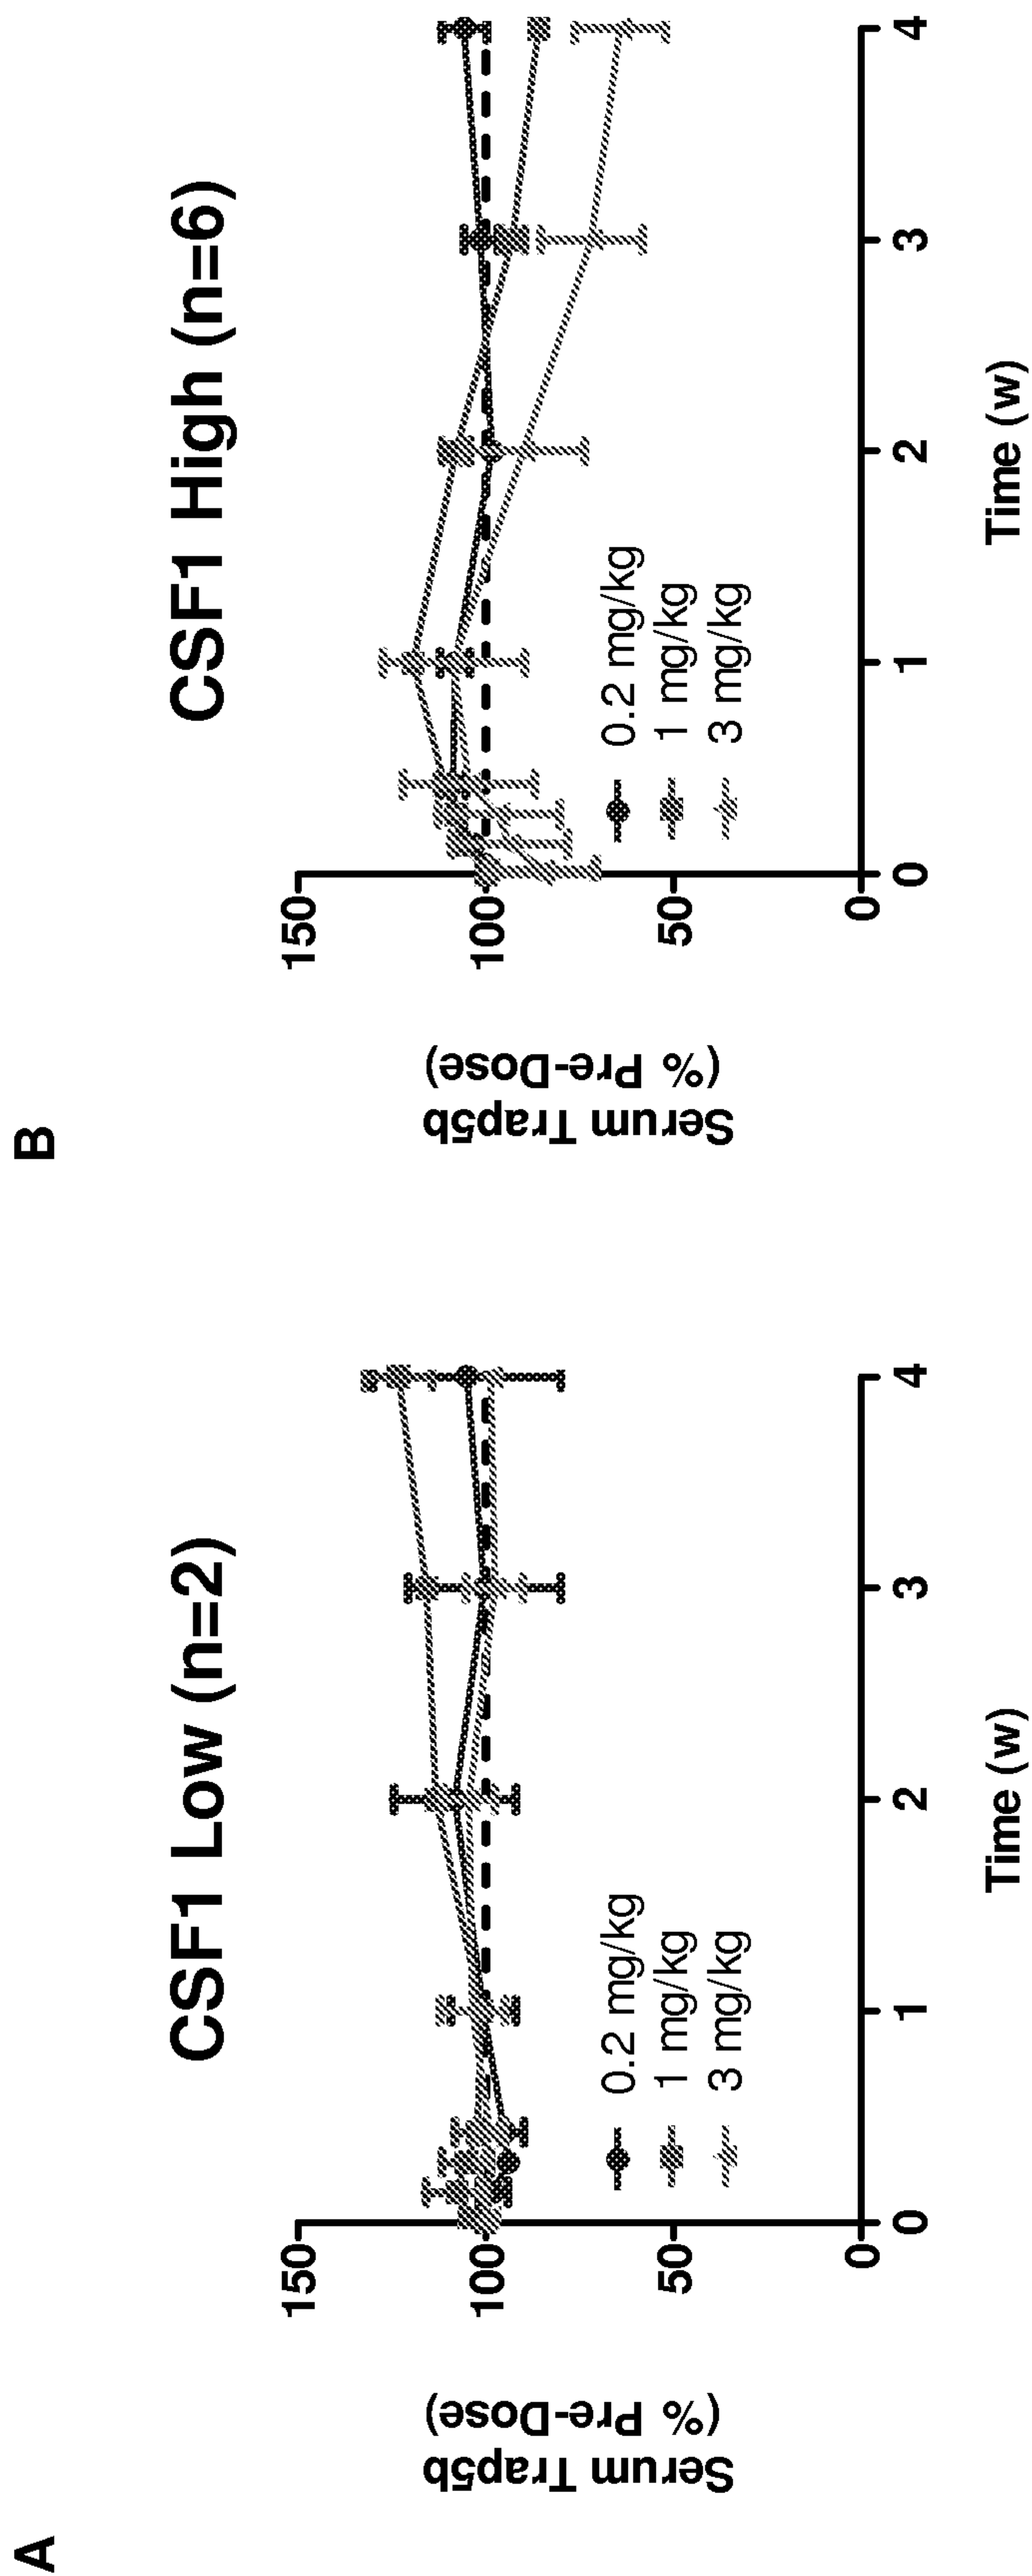 A
CSF1 Low (n=2)
Serum Trap5b
(% Pre-Dose)
150
100
50
0
0.2 mg/kg
1 mg/kg
3 mg/kg
0 1 2 3 4
Time (w)
B
CSF1 High (n=6)
Serum Trap5b
(% Pre-Dose)
150
100
50
0
0.2 mg/kg
1 mg/kg
3 mg/kg
0 1 2 3 4
Time (w)